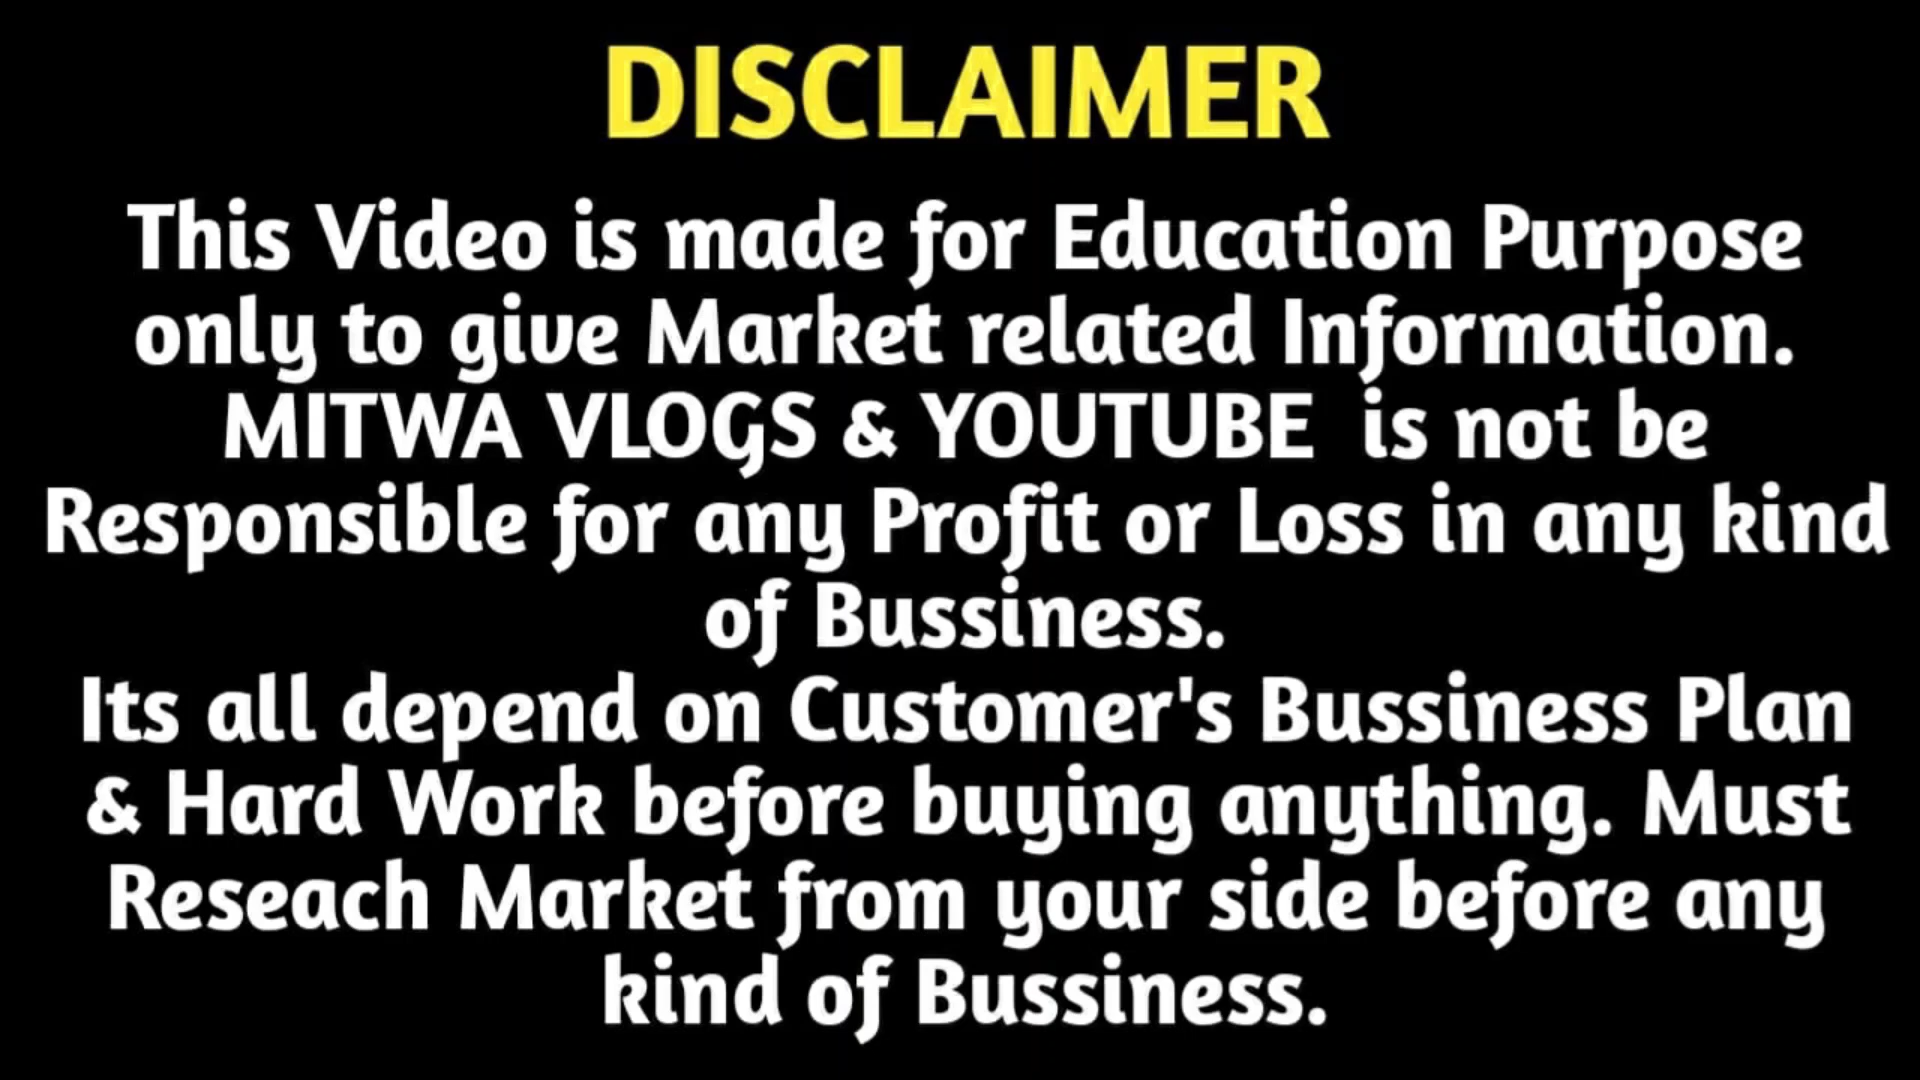 DISCLAIMER
This Video is made for Education Purpose
only to give Market related Information.
MITWA VLOGS & YOUTUBE is not be
Responsible for any Profit or Loss in any kind
of Bussiness.
Its all depend on Customer's Bussiness Plan
& Hard Work before buying anything. Must
Reseach Market from your side before any
kind of Bussiness.